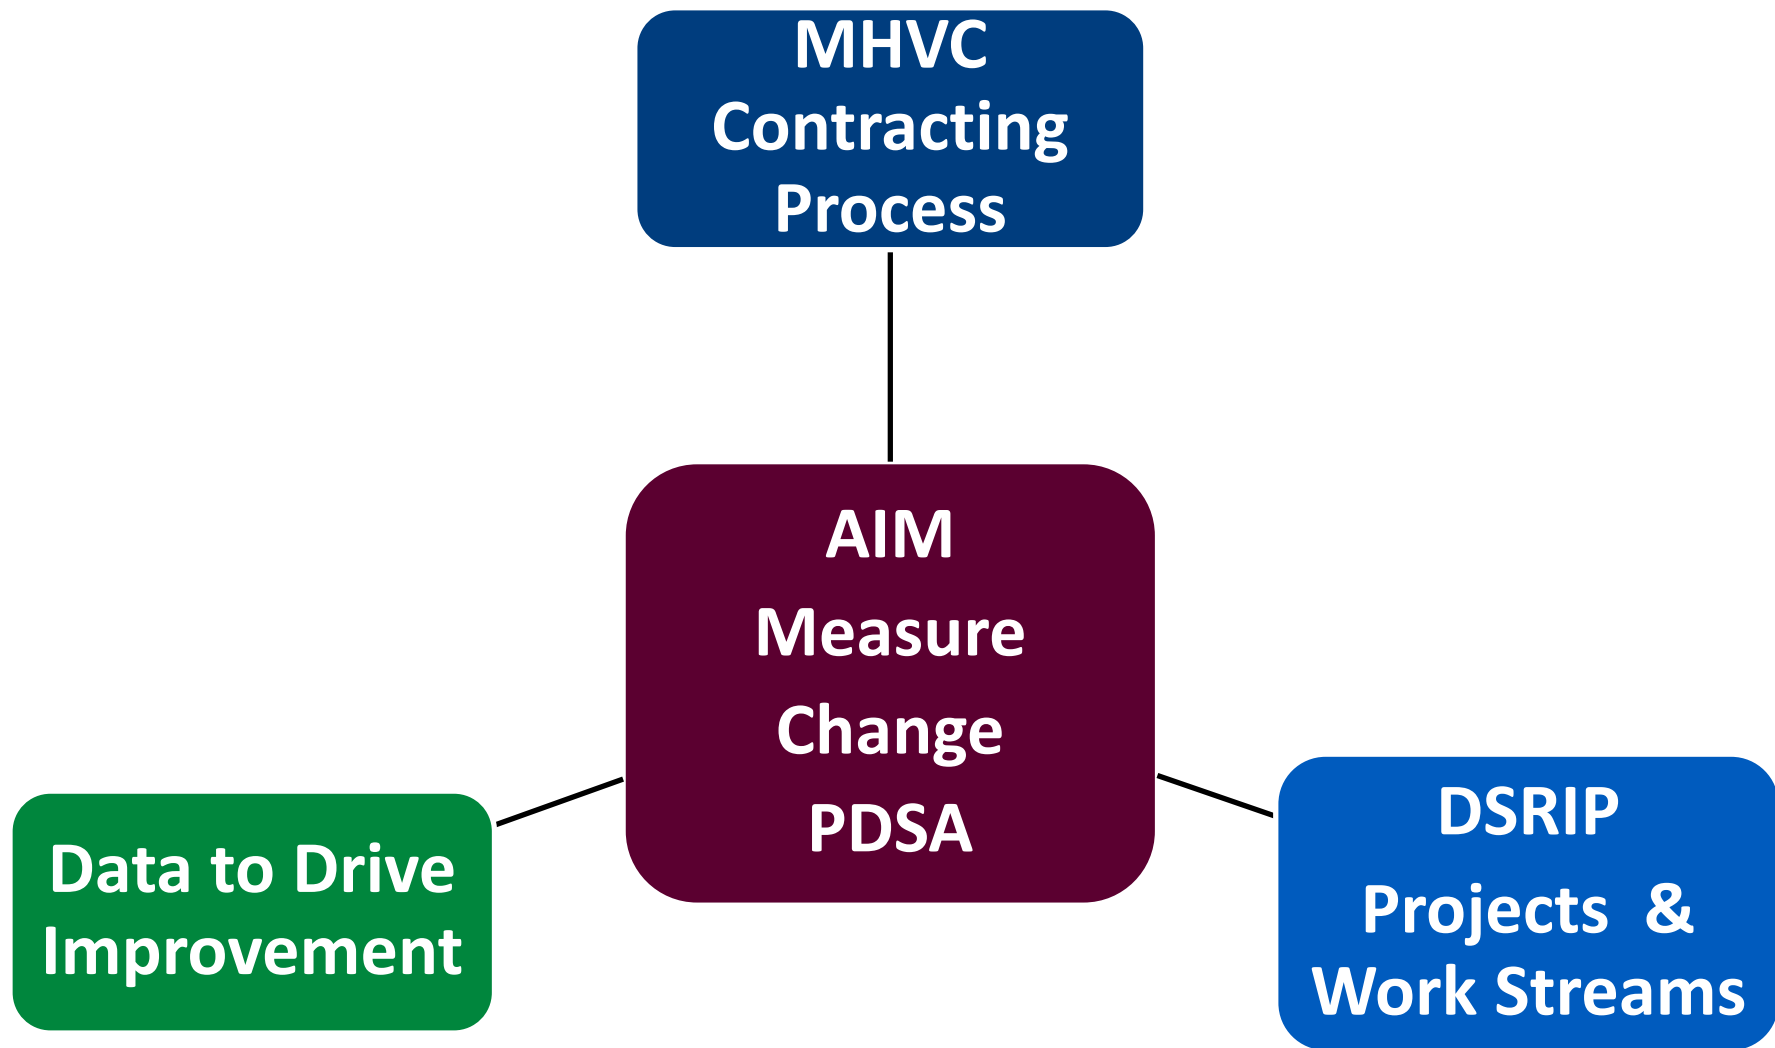 MHVC
Contracting
Process
AIM
Measure
Change
PDSA
Data to Drive
Improvement
DSRIP
Projects  &
Work Streams